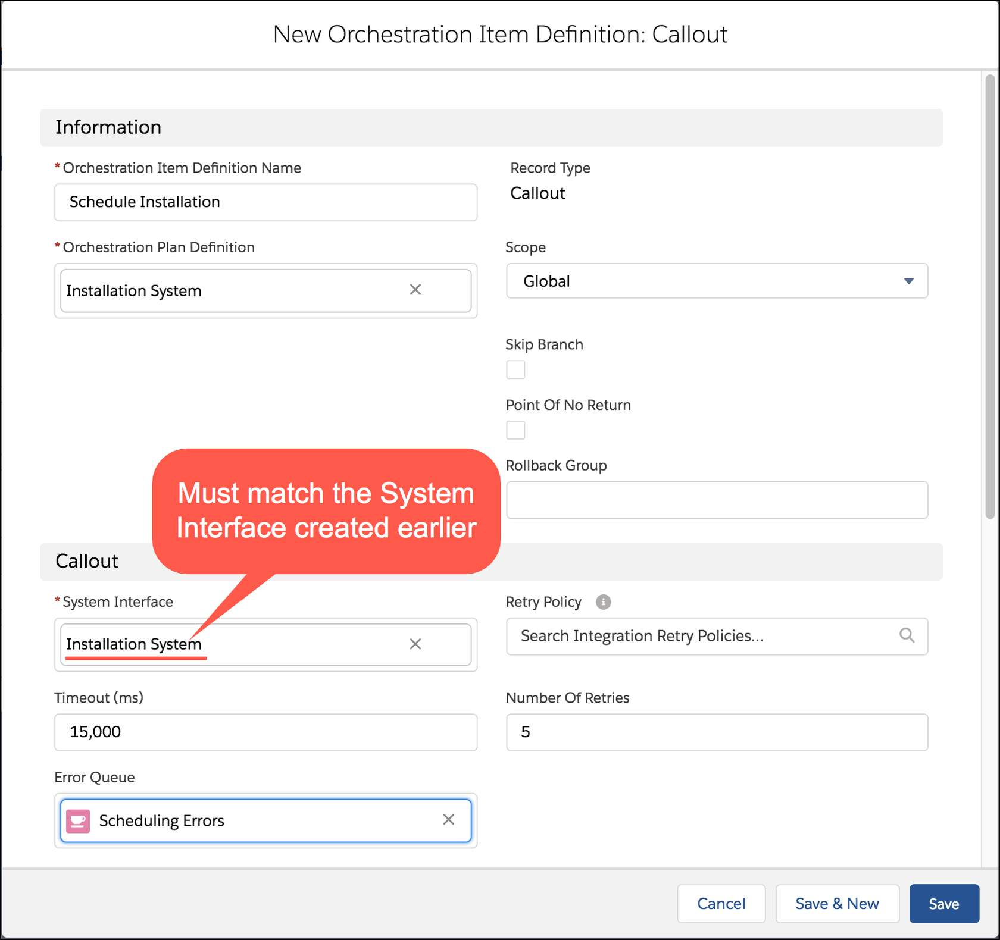 New Orchestration Item Definition: Callout
Information
* Orchestration Item Definition Name
Schedule Installation
Record Type
Callout
* Orchestration Plan Definition
Installation System
Scope
Global
Skip Branch
Point Of No Return
Rollback Group
Must match the System
Interface created earlier
Callout
* System Interface
Installation System
Retry Policy
Search Integration Retry Policies...
Timeout (ms)
15,000
Number Of Retries
5
Error Queue
Scheduling Errors
Cancel
Save & New
Save